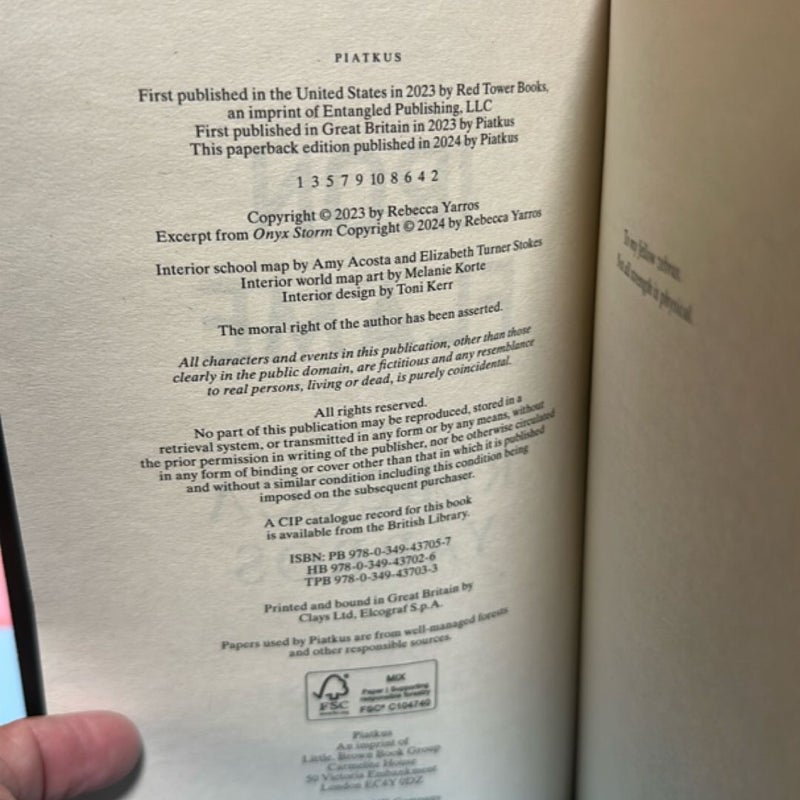 PIATKUS
First published in the United States in 2023 by Red Tower Books,
an imprint of Entangled Publishing, LLC
First published in Great Britain in 2023 by Piatkus
This paperback edition published in 2024 by Piatkus
1 3 5 7 9 10 8 6 4 2
Copyright © 2023 by Rebecca Yarros
Excerpt from Onyx Storm Copyright © 2024 by Rebecca Yarros
Interior school map by Amy Acosta and Elizabeth Turner Stokes
Interior world map art by Melanie Korte
Interior design by Toni Kerr
The moral right of the author has been asserted.
All characters and events in this publication, other than those
clearly in the public domain, are fictitious and any resemblance
to real persons, living or dead, is purely coincidental.
All rights reserved.
No part of this publication may be reproduced, stored in a
retrieval system, or transmitted in any form or by any means, without
the prior permission in writing of the publisher, nor be otherwise circulated
in any form of binding or cover other than that in which it is published
and without a similar condition including this condition being
imposed on the subsequent purchaser.
A CIP catalogue record for this book
is available from the British Library.
ISBN: PB 978-0-349-43705-7
HB 978-0-349-43702-6
TPB 978-0-349-43703-3
Printed and bound in Great Britain by
Clays Ltd, Elcograf S.p.A.
Papers used by Piatkus are from well-managed forests
and other responsible sources.
FSC
MIX
Paper | Supporting
responsible forestry
FSC® C104740
Piatkus
An imprint of
Little, Brown Book Group
Carmelite House
50 Victoria Embankment
London EC4Y 0DZ
To my fellow zebras.
Not all strength is physical.